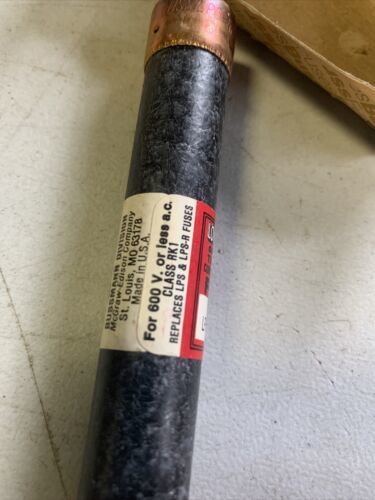 BUSSMANN DIVISION
McGraw-Edison Company
St. Louis, MO 63178
Made in U.S.A.
For 600 V. or less a.c.
CLASS RK1
REPLACES LPS & LPS-R FUSES